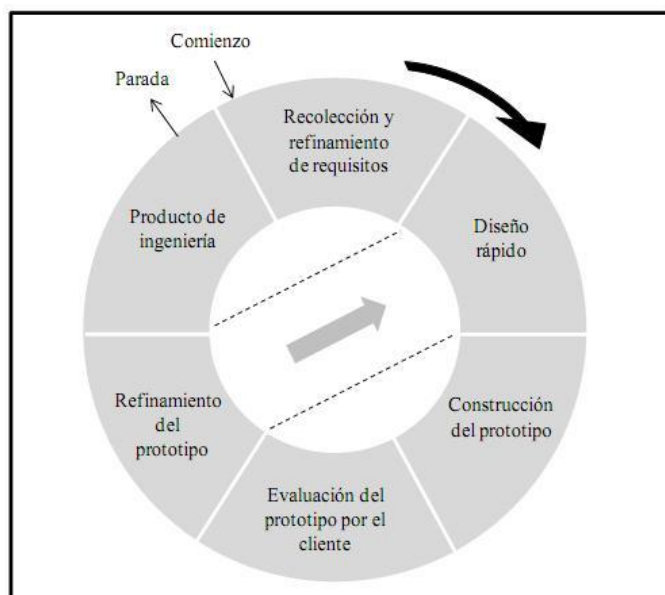 Comienzo
Parada
Recolección y
refinamiento
de requisitos
Diseño
rápido
Construcción
del prototipo
Evaluación del
prototipo por el
cliente
Refinamiento
del
prototipo
Producto de
ingeniería